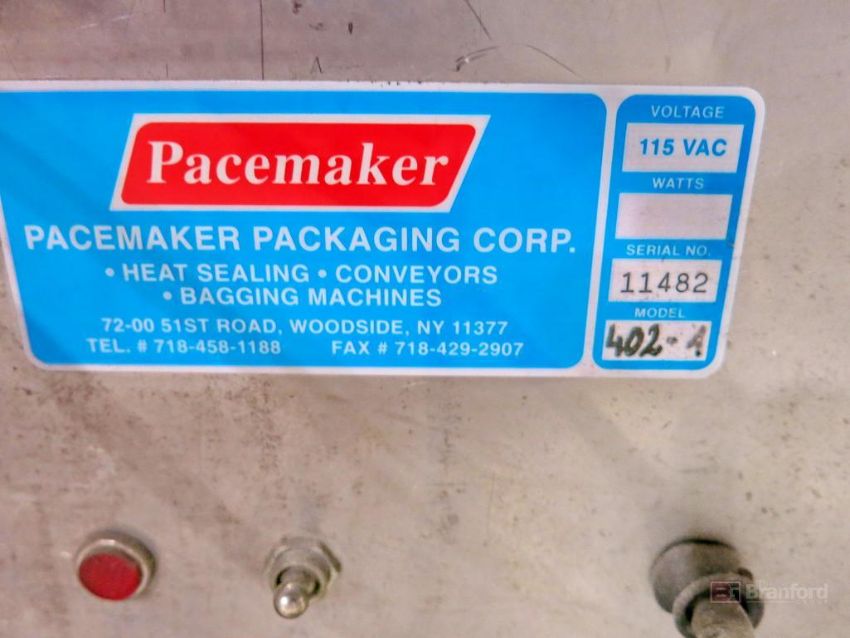 Pacemaker
PACEMAKER PACKAGING CORP.
• HEAT SEALING • CONVEYORS
• BAGGING MACHINES
72-00 51ST ROAD, WOODSIDE, NY 11377
TEL. # 718-458-1188 FAX # 718-429-2907
VOLTAGE
115 VAC
WATTS
SERIAL NO.
11482
MODEL
402-A
Branford